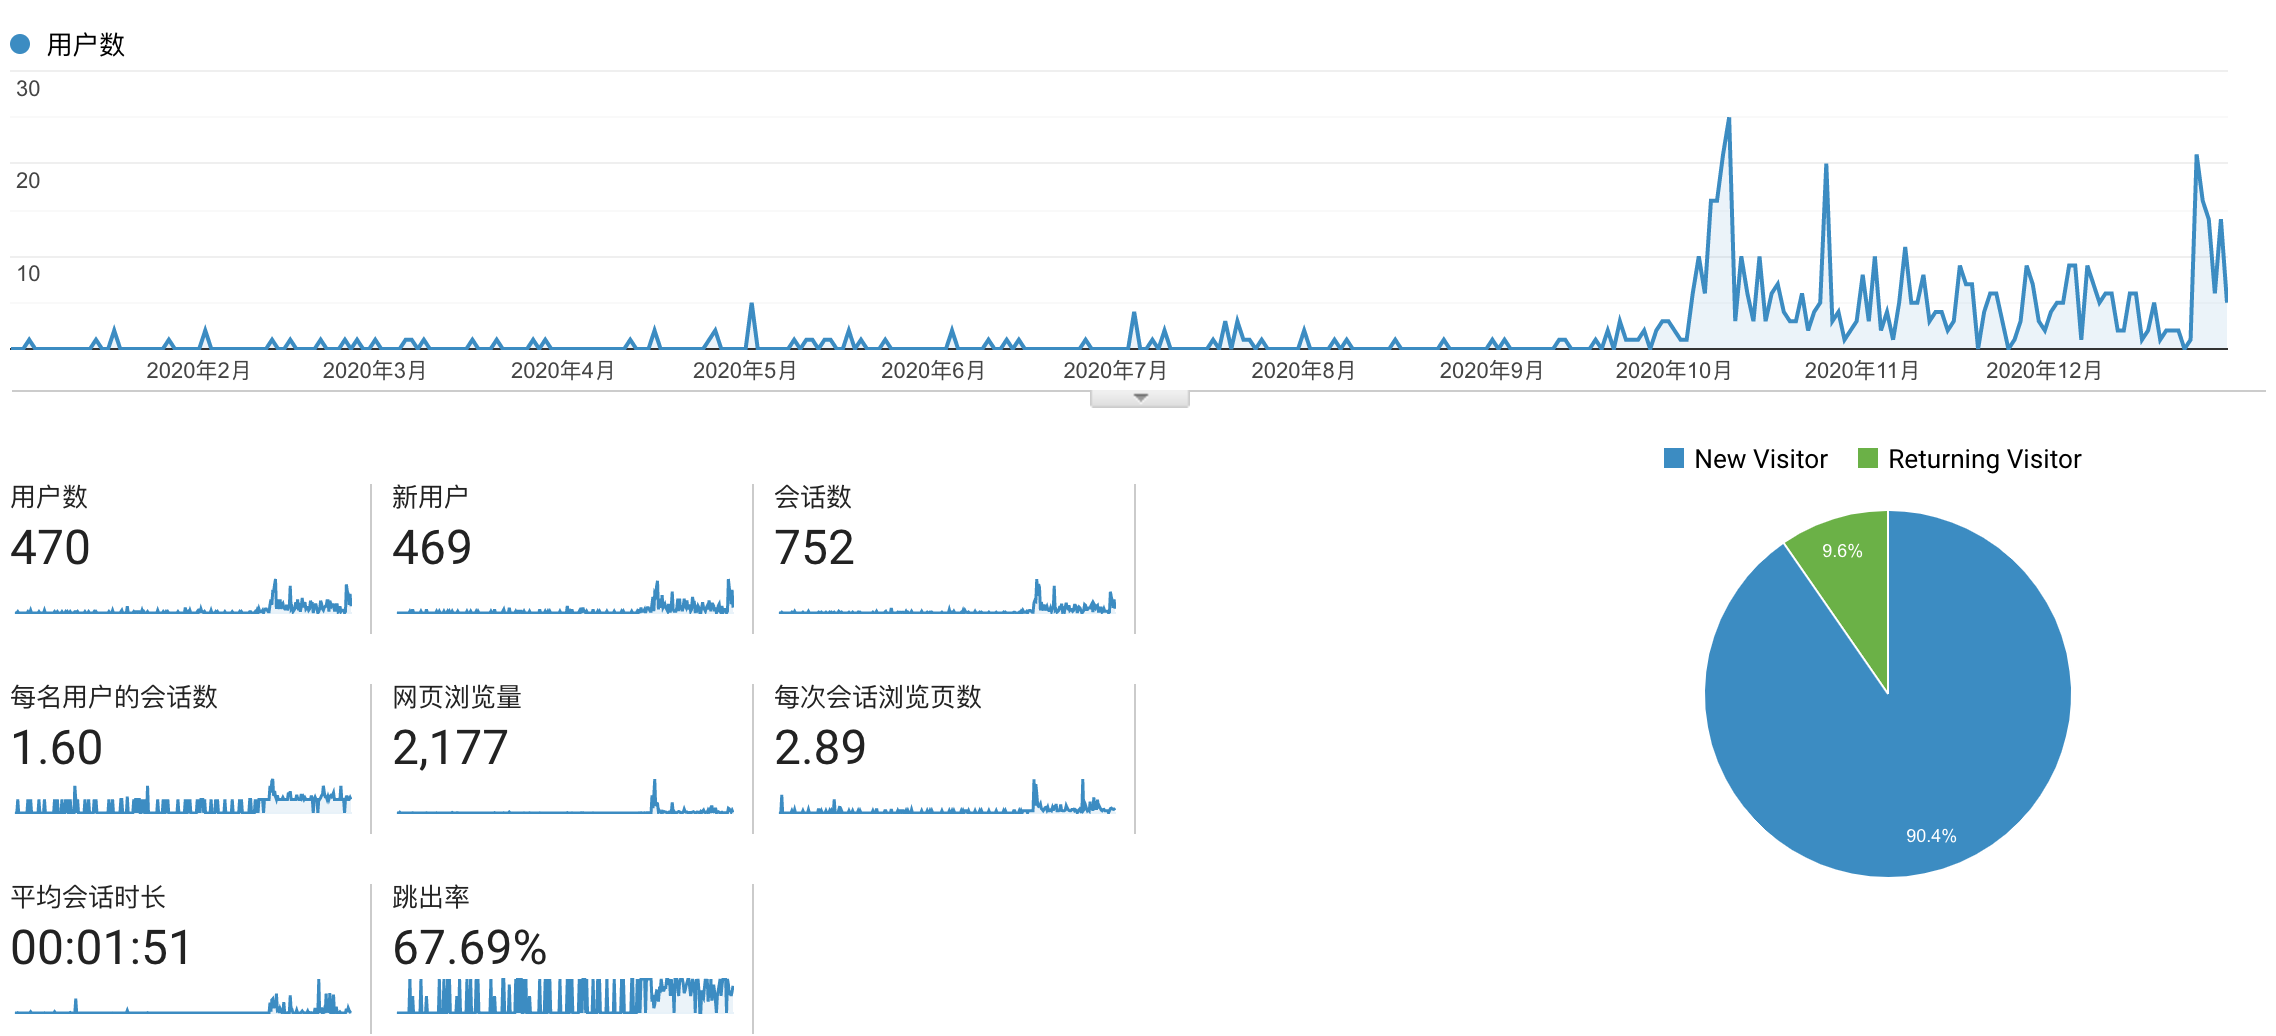 用户数
30
20
10
2020年2月 2020年3月 2020年4月 2020年5月 2020年6月 2020年7月 2020年8月 2020年9月 2020年10月 2020年11月 2020年12月
New Visitor Returning Visitor
用户数 新用户 会话数
470 469 752
9.6%
每名用户的会话数 网页浏览量 每次会话浏览页数
1.60 2,177 2.89
90.4%
平均会话时长 跳出率
00:01:51 67.69%